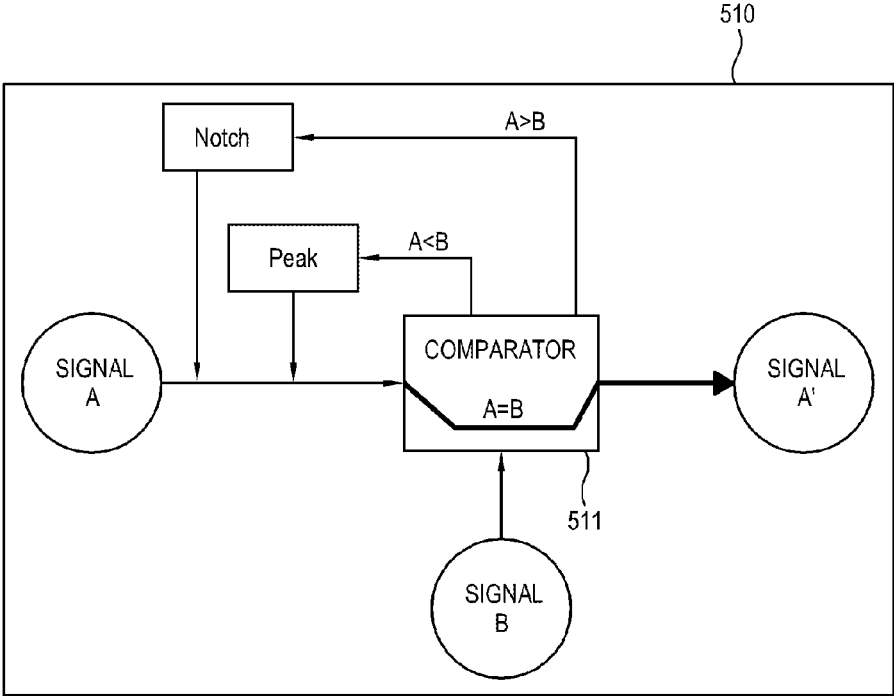 510
Notch
A>B
Peak
A<B
SIGNAL
A
COMPARATOR
A=B
SIGNAL
A'
511
SIGNAL
B